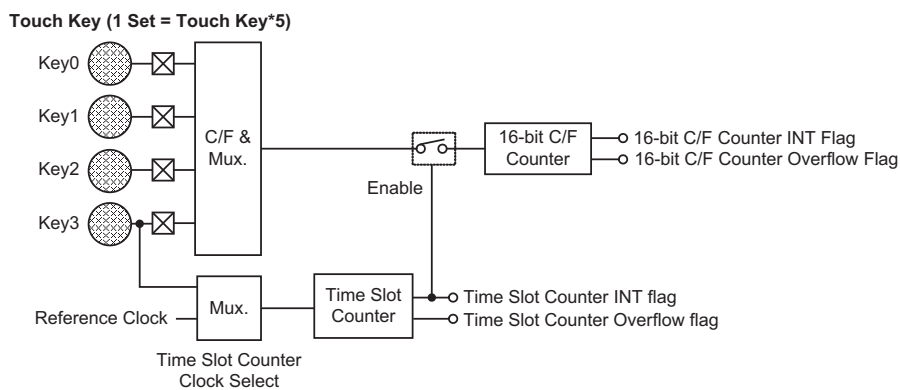 Touch Key (1 Set = Touch Key*5)
Key0
Key1
Key2
Key3
C/F &
Mux.
Enable
16-bit C/F
Counter
16-bit C/F Counter INT Flag
16-bit C/F Counter Overflow Flag
Reference Clock
Mux.
Time Slot
Counter
Time Slot Counter INT flag
Time Slot Counter Overflow flag
Time Slot Counter
Clock Select